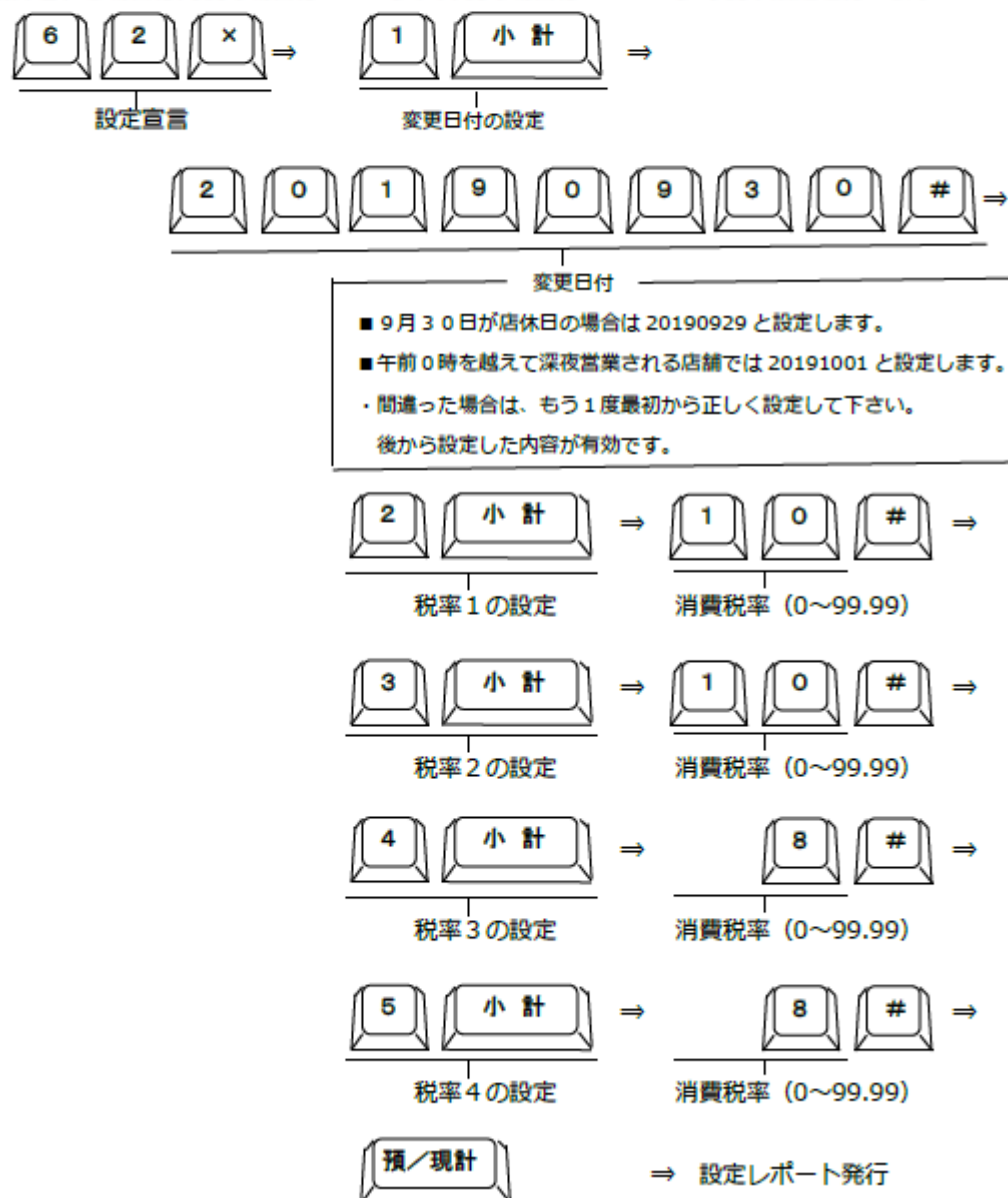 6 2 × ⇒ 1 小計 ⇒
設定宣言 変更日付の設定
2 0 1 9 0 9 3 0 # ⇒
変更日付
■９月３０日が店休日の場合は 20190929 と設定します。
■午前０時を越えて深夜営業される店舗では 20191001 と設定します。
・間違った場合は、もう１度最初から正しく設定して下さい。
後から設定した内容が有効です。
2 小計 ⇒ 1 0 # ⇒
税率１の設定 消費税率（0～99.99）
3 小計 ⇒ 1 0 # ⇒
税率２の設定 消費税率（0～99.99）
4 小計 ⇒ 8 # ⇒
税率３の設定 消費税率（0～99.99）
5 小計 ⇒ 8 # ⇒
税率４の設定 消費税率（0～99.99）
預／現計 ⇒ 設定レポート発行